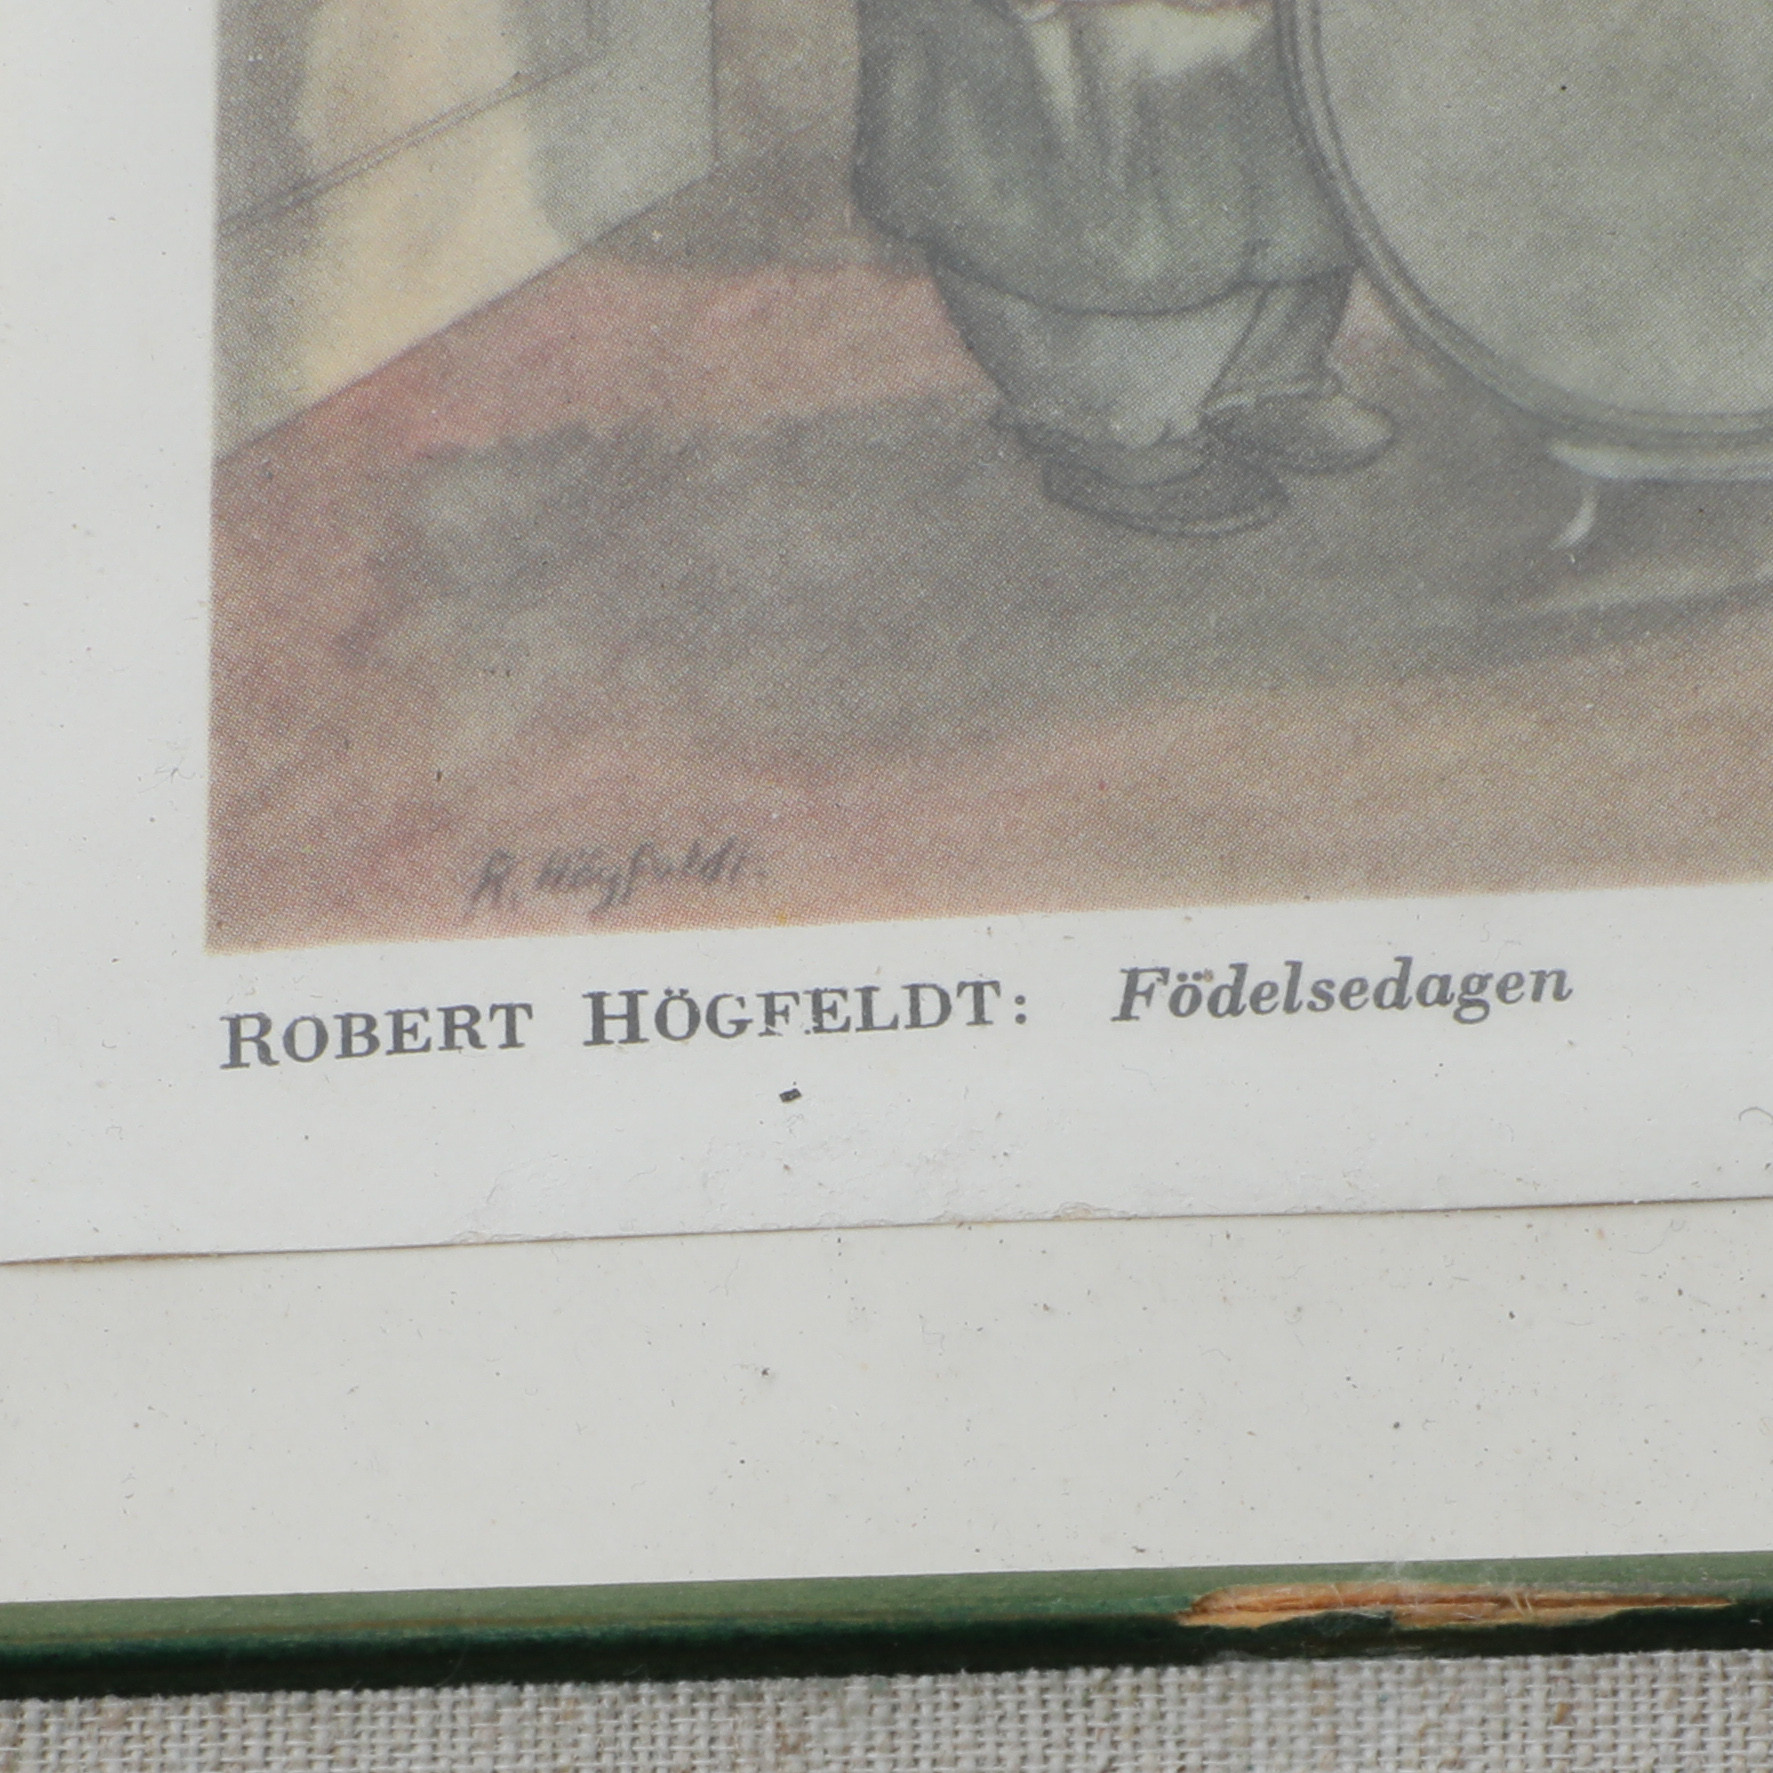 R. Högfeldt.
ROBERT HÖGFELDT: Födelsedagen